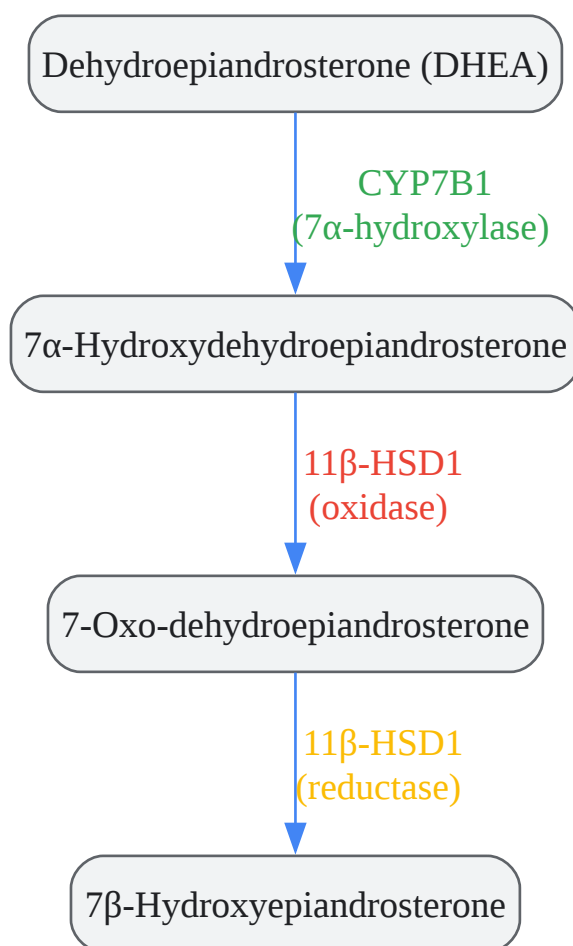 Dehydroepiandrosterone (DHEA)
CYP7B1
(7α-hydroxylase)
7α-Hydroxydehydroepiandrosterone
11β-HSD1
(oxidase)
7-Oxo-dehydroepiandrosterone
11β-HSD1
(reductase)
7β-Hydroxyepiandrosterone